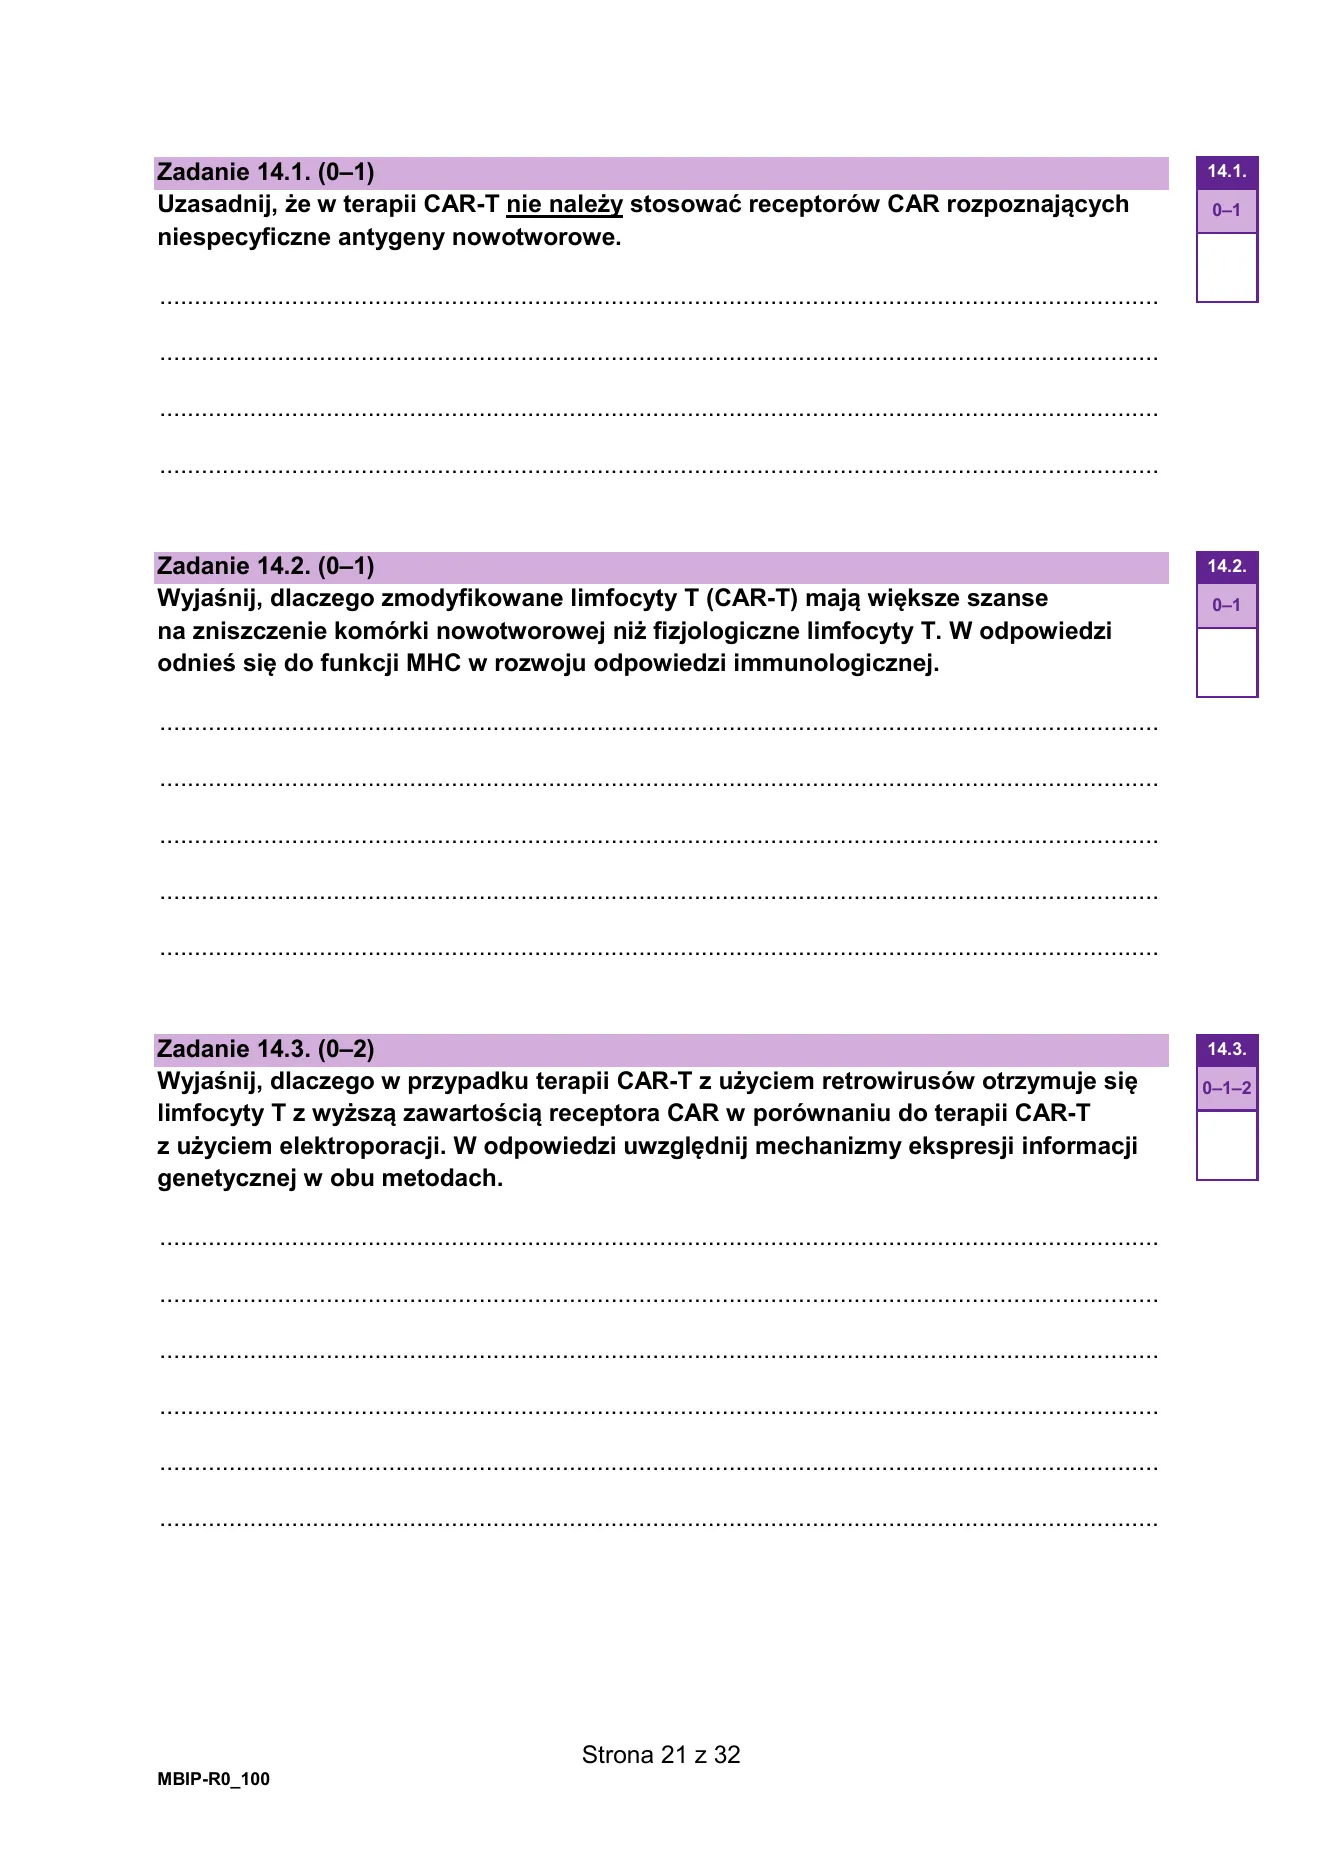 Zadanie 14.1. (0–1)
14.1.
Uzasadnij, że w terapii CAR-T nie należy stosować receptorów CAR rozpoznających
0–1
niespecyficzne antygeny nowotworowe.
Zadanie 14.2. (0–1)
14.2.
Wyjaśnij, dlaczego zmodyfikowane limfocyty T (CAR-T) mają większe szanse
0–1
na zniszczenie komórki nowotworowej niż fizjologiczne limfocyty T. W odpowiedzi
odnieś się do funkcji MHC w rozwoju odpowiedzi immunologicznej.
Zadanie 14.3. (0–2)
14.3.
Wyjaśnij, dlaczego w przypadku terapii CAR-T z użyciem retrowirusów otrzymuje się
0–1–2
limfocyty T z wyższą zawartością receptora CAR w porównaniu do terapii CAR-T
z użyciem elektroporacji. W odpowiedzi uwzględnij mechanizmy ekspresji informacji
genetycznej w obu metodach.
Strona 21 z 32
MBIP-R0_100